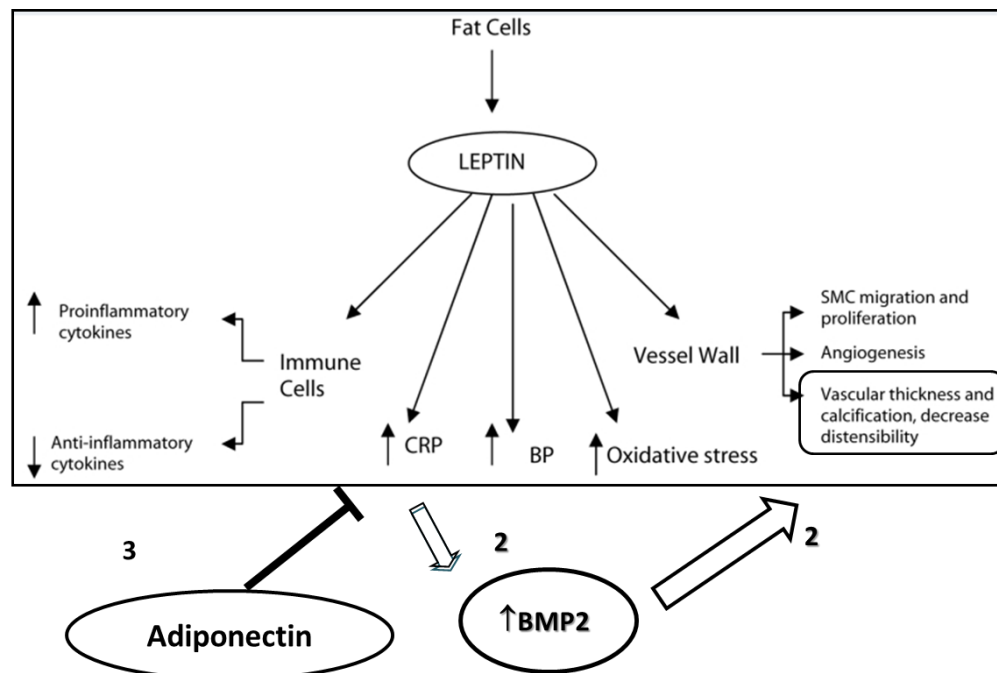 Fat Cells
LEPTIN
Proinflammatory
cytokines
Immune
Cells
Anti-inflammatory
cytokines
CRP
BP
Oxidative stress
Vessel Wall
SMC migration and
proliferation
Angiogenesis
Vascular thickness and
calcification, decrease
distensibility
3
2
2
Adiponectin
↑BMP2